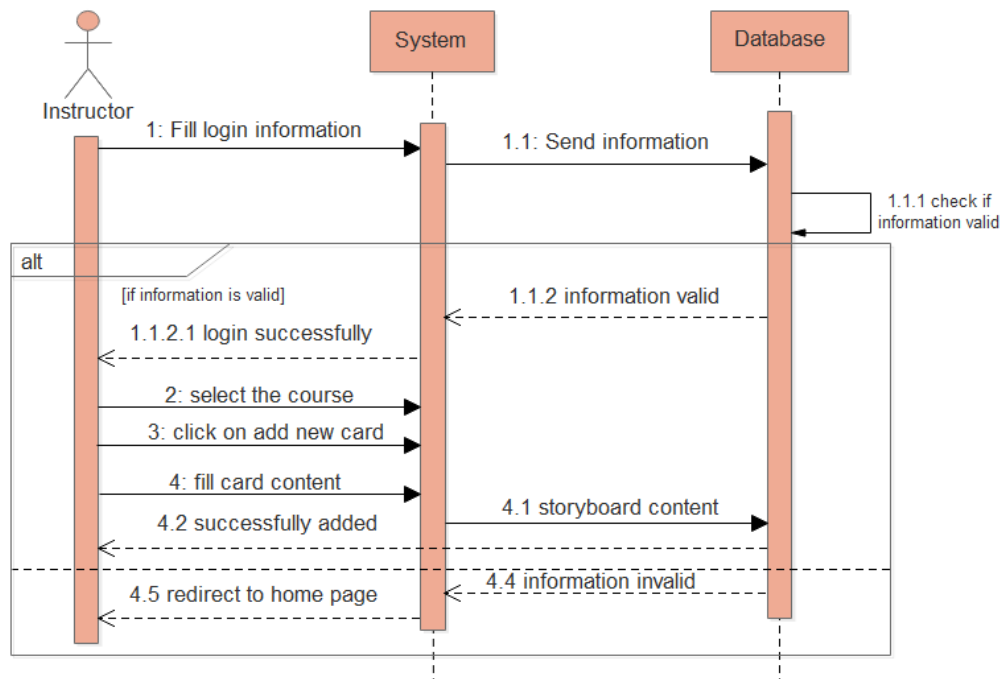 System
Database
Instructor
1: Fill login information
1.1: Send information
1.1.1 check if
information valid
alt
[if information is valid]
1.1.2 information valid
1.1.2.1 login successfully
2: select the course
3: click on add new card
4: fill card content
4.1 storyboard content
4.2 successfully added
4.4 information invalid
4.5 redirect to home page